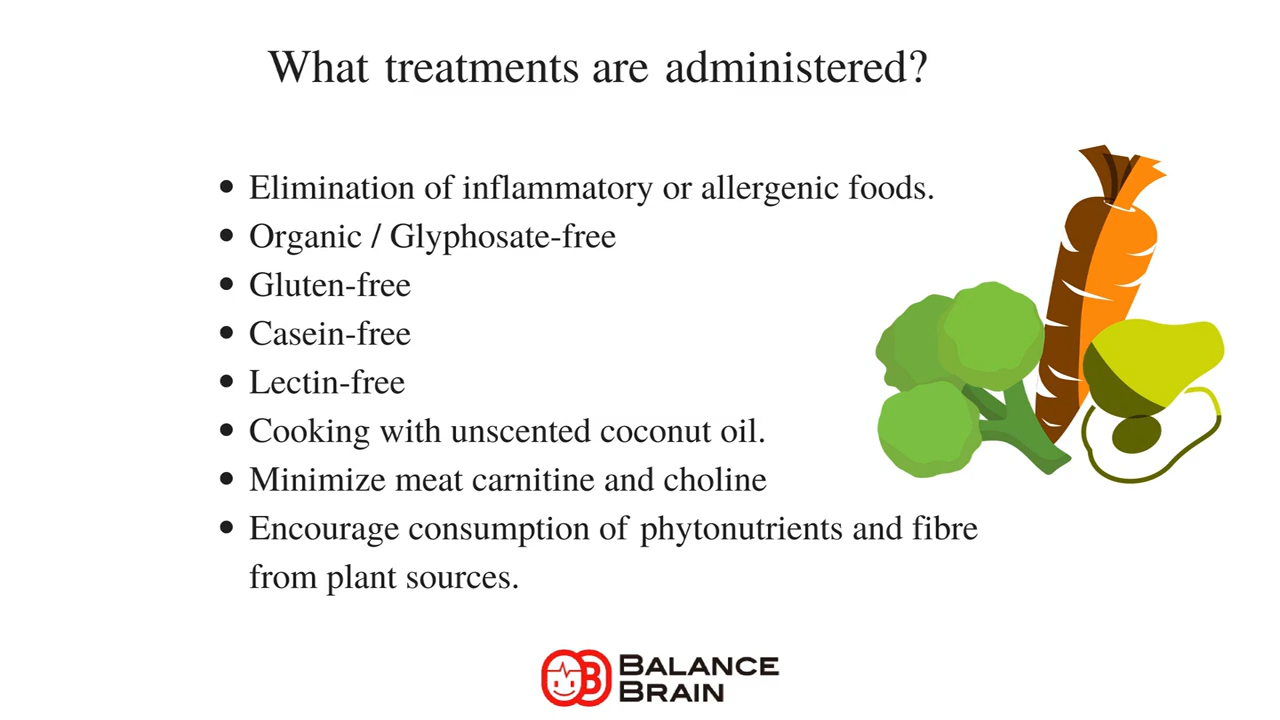 What treatments are administered?
• Elimination of inflammatory or allergenic foods.
• Organic / Glyphosate-free
• Gluten-free
• Casein-free
• Lectin-free
• Cooking with unscented coconut oil.
• Minimize meat carnitine and choline
• Encourage consumption of phytonutrients and fibre
from plant sources.
BALANCE
BRAIN